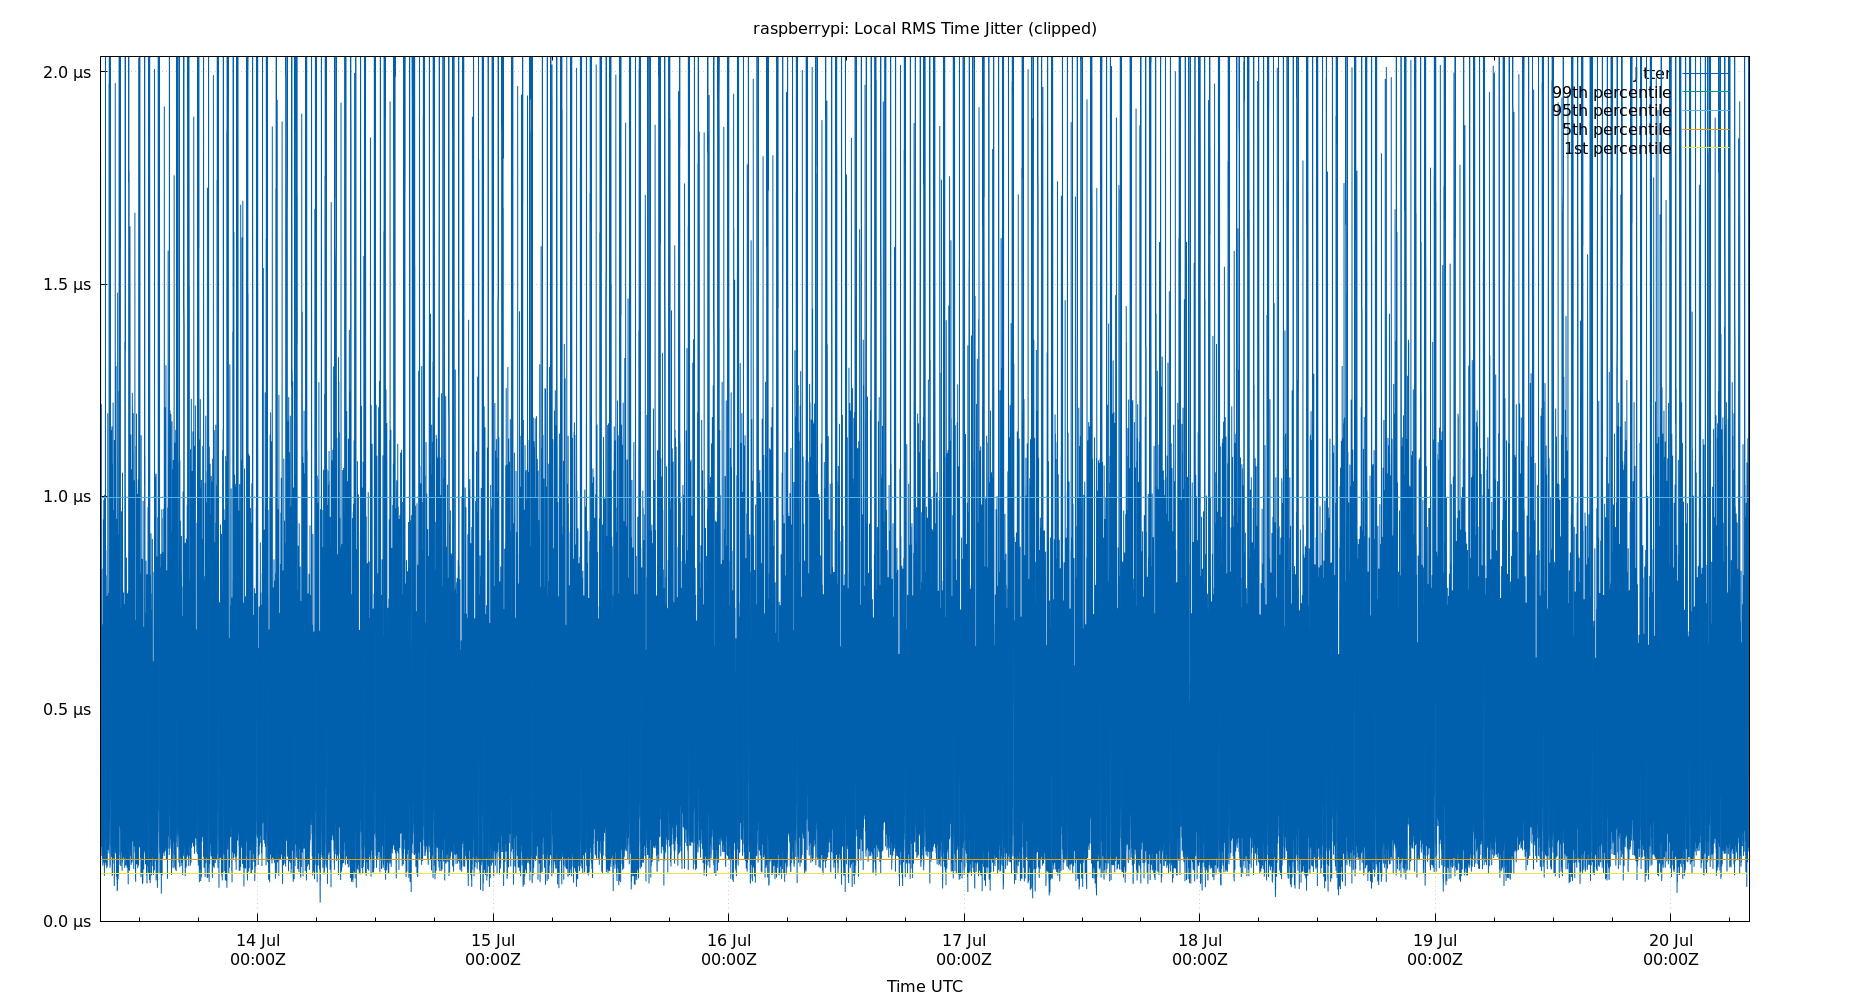 raspberrypi: Local RMS Time Jitter (clipped)
2.0 µs
1.5 µs
1.0 µs
0.5 µs
0.0 µs
jitter
99th percentile
95th percentile
5th percentile
1st percentile
14 Jul 15 Jul 16 Jul 17 Jul 18 Jul 19 Jul 20 Jul
00:00Z 00:00Z 00:00Z 00:00Z 00:00Z 00:00Z 00:00Z
Time UTC